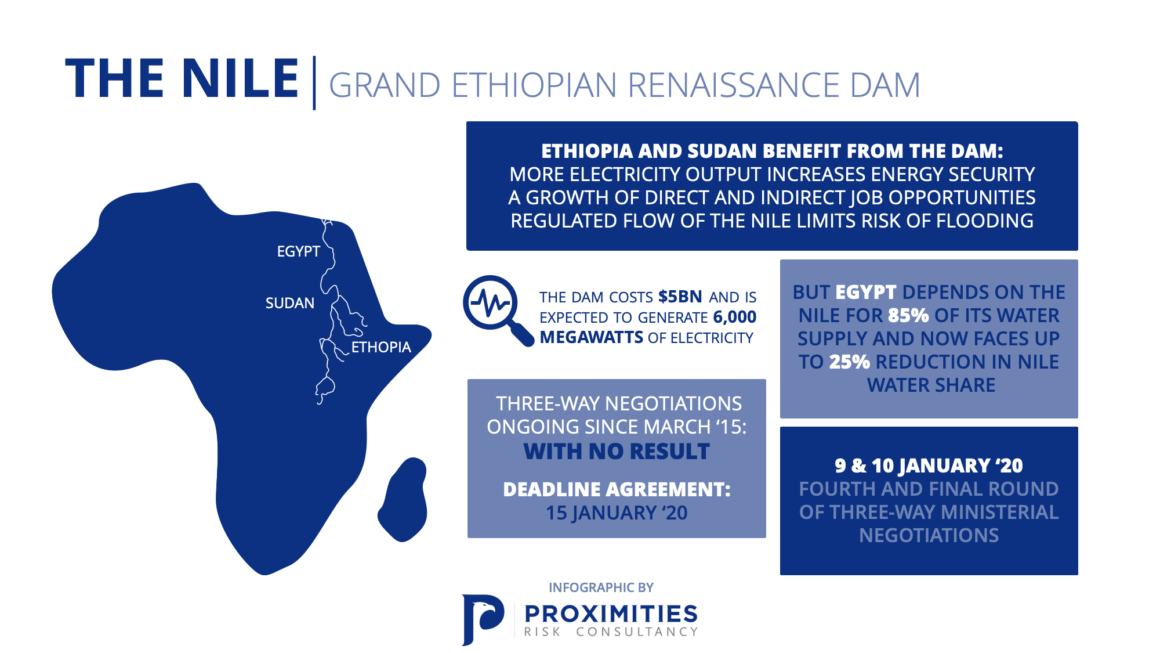 THE NILE | GRAND ETHIOPIAN RENAISSANCE DAM
ETHIOPIA AND SUDAN BENEFIT FROM THE DAM:
MORE ELECTRICITY OUTPUT INCREASES ENERGY SECURITY
A GROWTH OF DIRECT AND INDIRECT JOB OPPORTUNITIES
REGULATED FLOW OF THE NILE LIMITS RISK OF FLOODING
EGYPT
SUDAN
ETHOPIA
THE DAM COSTS $5BN AND IS
EXPECTED TO GENERATE 6,000
MEGAWATTS OF ELECTRICITY
BUT EGYPT DEPENDS ON THE
NILE FOR 85% OF ITS WATER
SUPPLY AND NOW FACES UP
TO 25% REDUCTION IN NILE
WATER SHARE
THREE-WAY NEGOTIATIONS
ONGOING SINCE MARCH ‘15:
WITH NO RESULT
DEADLINE AGREEMENT:
15 JANUARY ‘20
9 & 10 JANUARY ‘20
FOURTH AND FINAL ROUND
OF THREE-WAY MINISTERIAL
NEGOTIATIONS
INFOGRAPHIC BY
PROXIMITIES
RISK CONSULTANCY